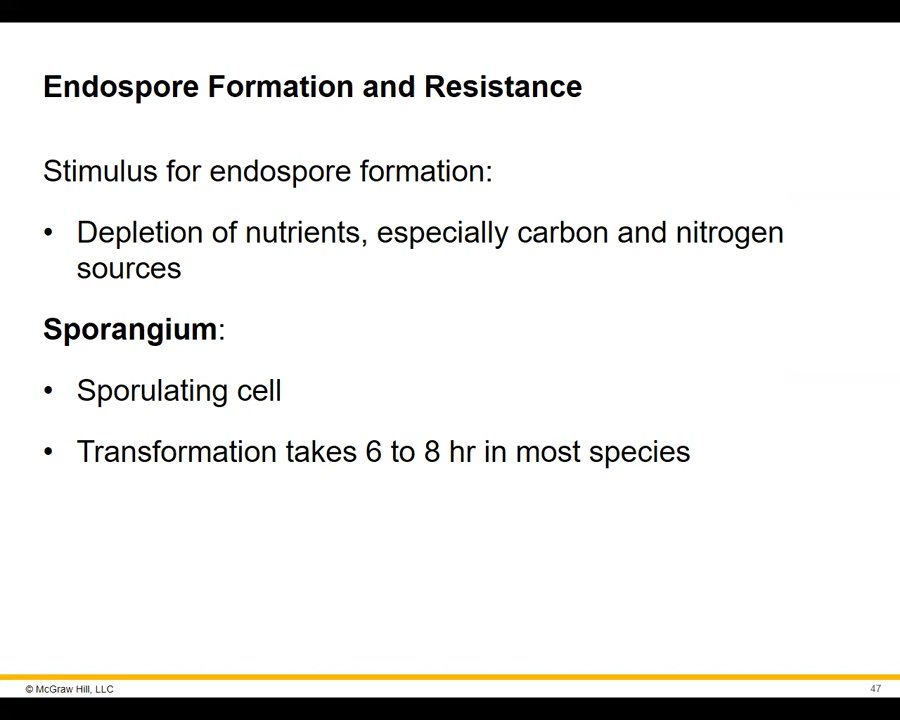 Endospore Formation and Resistance
Stimulus for endospore formation:
• Depletion of nutrients, especially carbon and nitrogen
sources
Sporangium:
• Sporulating cell
• Transformation takes 6 to 8 hr in most species
© McGraw Hill, LLC
47